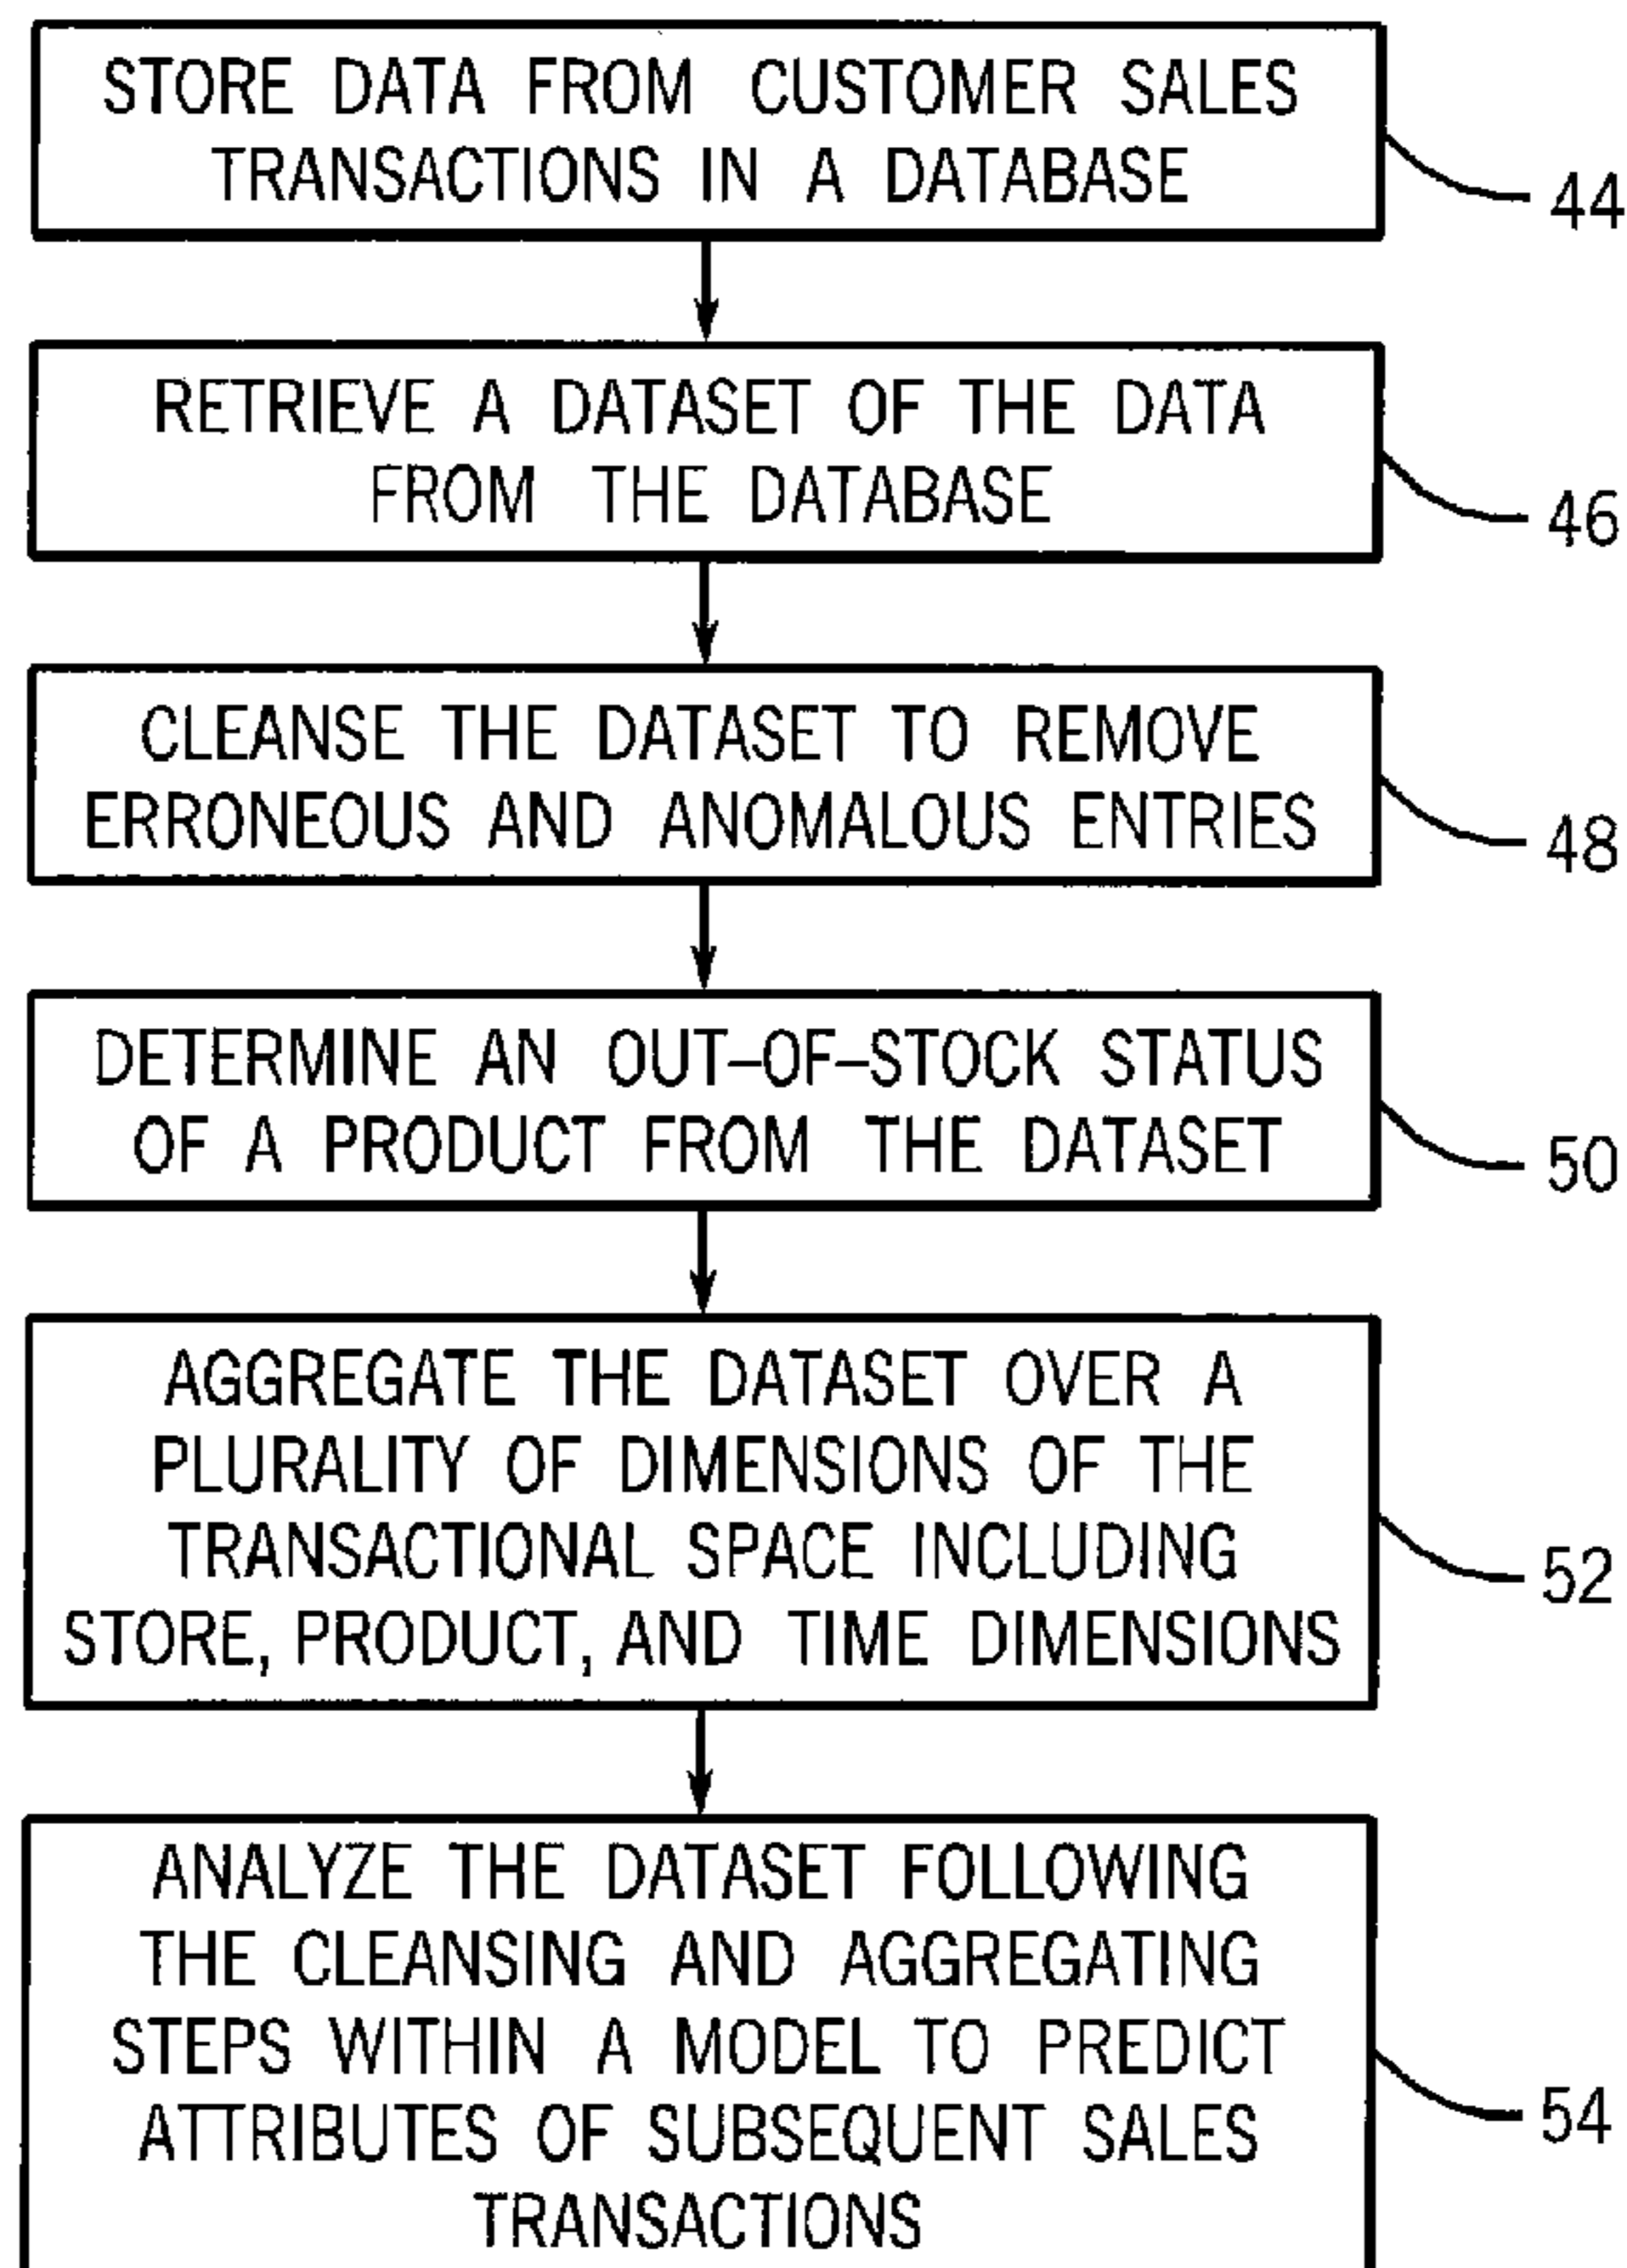 STORE DATA FROM CUSTOMER SALES
TRANSACTIONS IN A DATABASE
44
RETRIEVE A DATASET OF THE DATA
FROM THE DATABASE
46
CLEANSE THE DATASET TO REMOVE
ERRONEOUS AND ANOMALOUS ENTRIES
48
DETERMINE AN OUT-OF-STOCK STATUS
OF A PRODUCT FROM THE DATASET
50
AGGREGATE THE DATASET OVER A
PLURALITY OF DIMENSIONS OF THE
TRANSACTIONAL SPACE INCLUDING
STORE, PRODUCT, AND TIME DIMENSIONS
52
ANALYZE THE DATASET FOLLOWING
THE CLEANSING AND AGGREGATING
STEPS WITHIN A MODEL TO PREDICT
ATTRIBUTES OF SUBSEQUENT SALES
TRANSACTIONS
54